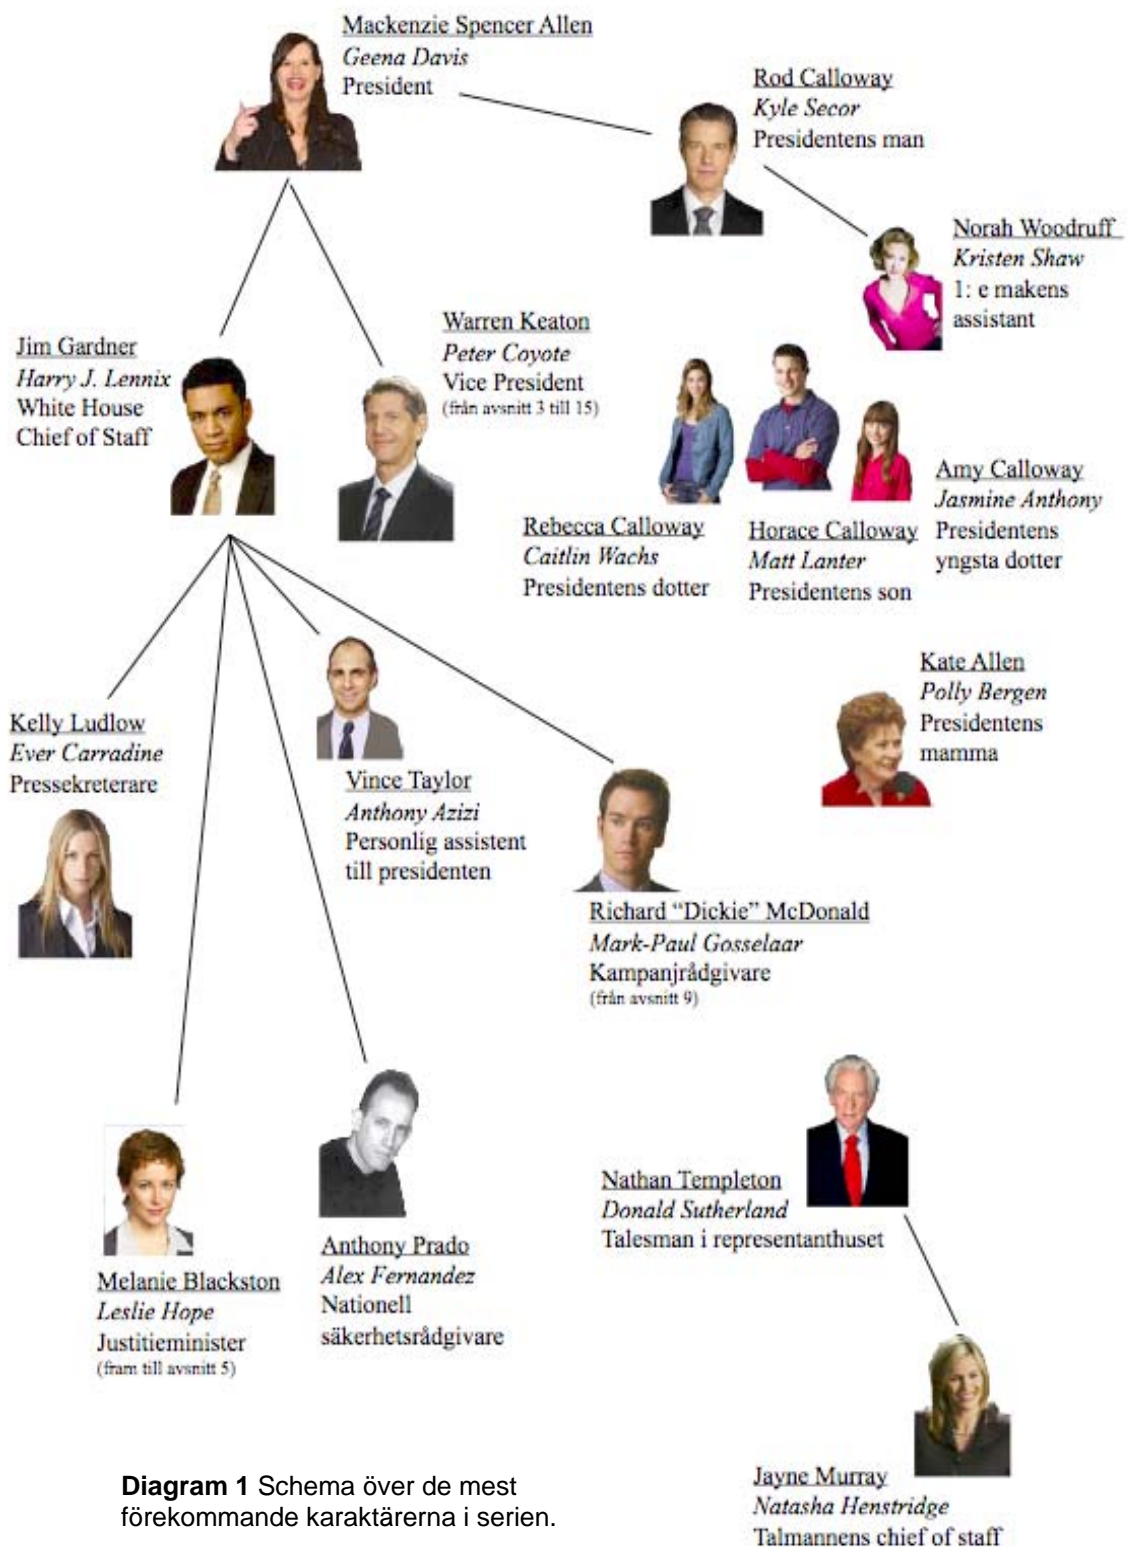 Mackenzie Spencer Allen
Geena Davis
President
Rod Calloway
Kyle Secor
Presidentens man
Norah Woodruff
Kristen Shaw
1: e makens
assistant
Jim Gardner
Harry J. Lennix
White House
Chief of Staff
Warren Keaton
Peter Coyote
Vice President
(från avsnitt 3 till 15)
Rebecca Calloway
Caitlin Wachs
Presidentens dotter
Horace Calloway
Matt Lanter
Presidentens son
Amy Calloway
Jasmine Anthony
Presidentens
yngsta dotter
Kate Allen
Polly Bergen
Presidentens
mamma
Kelly Ludlow
Ever Carradine
Pressekreterare
Vince Taylor
Anthony Azizi
Personlig assistent
till presidenten
Richard “Dickie” McDonald
Mark-Paul Gosselaar
Kampanjrådgivare
(från avsnitt 9)
Melanie Blackston
Leslie Hope
Justitieminister
(fram till avsnitt 5)
Anthony Prado
Alex Fernandez
Nationell
säkerhetsrådgivare
Nathan Templeton
Donald Sutherland
Talesman i representanthuset
Jayne Murray
Natasha Henstridge
Talmannens chief of staff
Diagram 1 Schema över de mest
förekommande karaktärerna i serien.